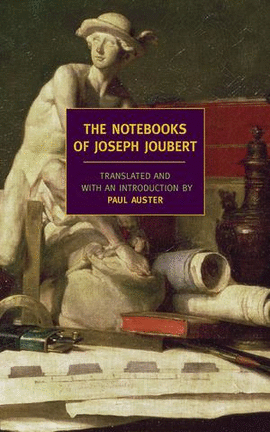 THE NOTEBOOKS
OF JOSEPH JOUBERT
TRANSLATED AND
WITH AN INTRODUCTION BY
PAUL AUSTER